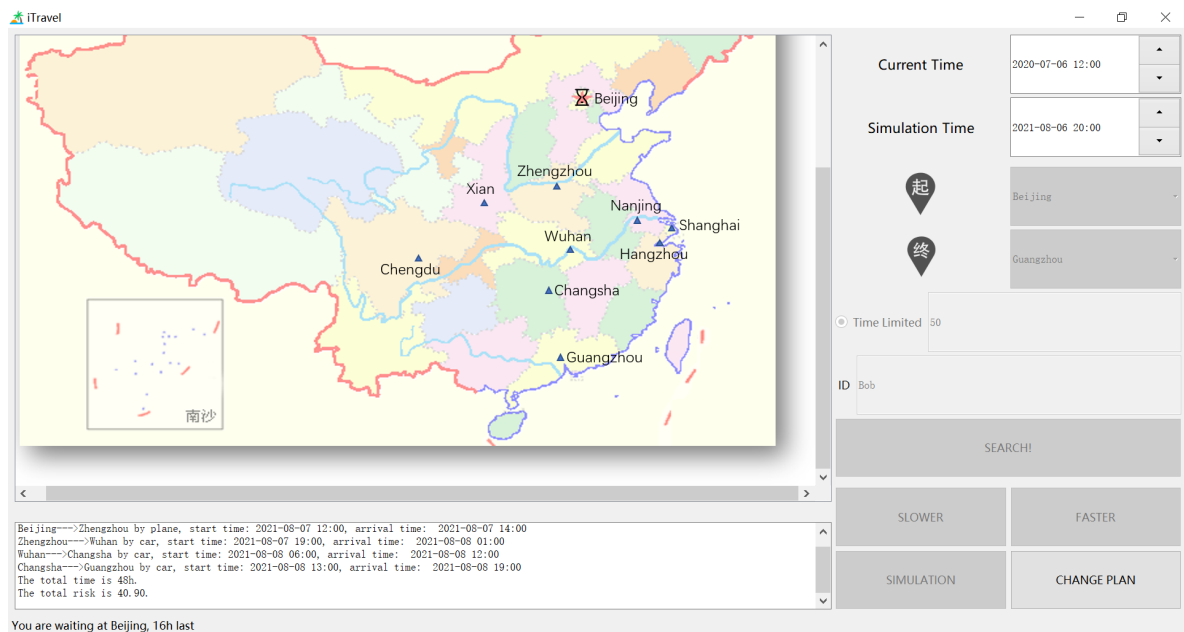 iTravel
Beijing
Zhengzhou
Xian
Nanjing
Shanghai
Wuhan
Hangzhou
Chengdu
Changsha
Guangzhou
南沙
Current Time
2020-07-06 12:00
Simulation Time
2021-08-06 20:00
起
Beijing
终
Guangzhou
Time Limited
50
ID
Bob
SEARCH!
SLOWER
FASTER
SIMULATION
CHANGE PLAN
Beijing--->Zhengzhou by plane, start time: 2021-08-07 12:00, arrival time:  2021-08-07 14:00
Zhengzhou--->Wuhan by car, start time: 2021-08-07 19:00, arrival time:  2021-08-08 01:00
Wuhan--->Changsha by car, start time: 2021-08-08 06:00, arrival time:  2021-08-08 12:00
Changsha--->Guangzhou by car, start time: 2021-08-08 13:00, arrival time:  2021-08-08 19:00
The total time is 48h.
The total risk is 40.90.
You are waiting at Beijing, 16h last